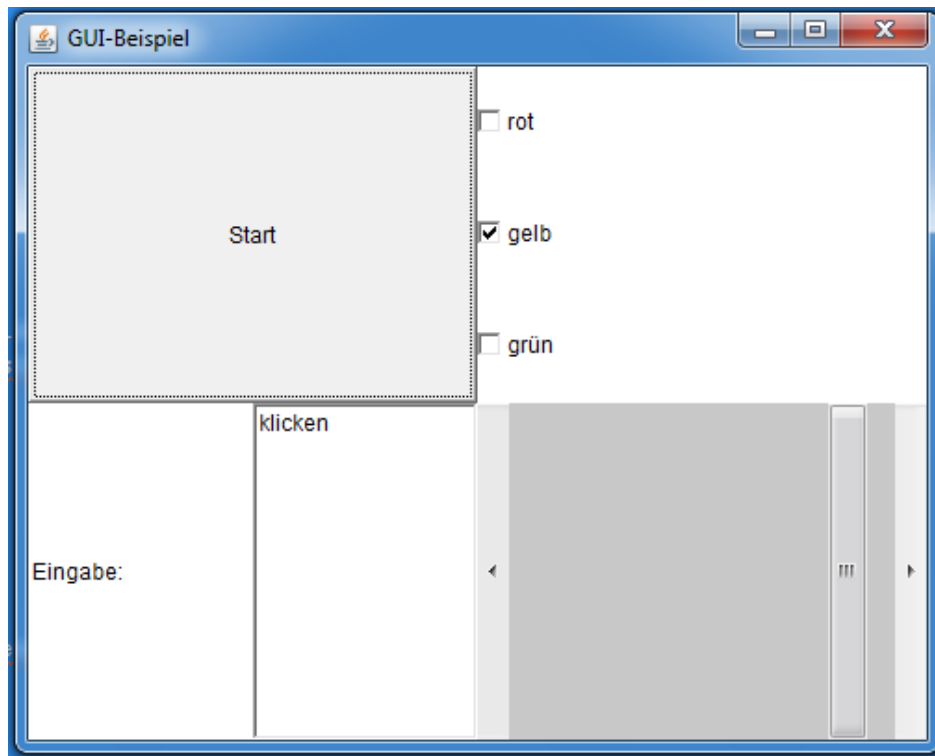 GUI-Beispiel
Start
rot
gelb
grün
Eingabe:
klicken